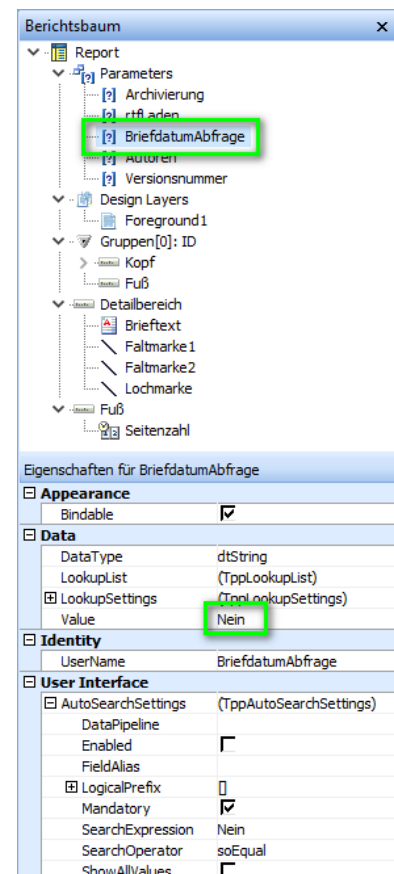 Berichtsbaum x
Report
Parameters
[?] Archivierung
[?] rtfLaden
[?] BriefdatumAbfrage
[?] Autoren
[?] Versionsnummer
Design Layers
Foreground1
Gruppen[0]: ID
Kopf
Fuß
Detailbereich
Brieftext
Faltmarke1
Faltmarke2
Lochmarke
Fuß
Seitenzahl
Eigenschaften für BriefdatumAbfrage
Appearance
Bindable
Data
DataType dtString
LookupList (TppLookupList)
LookupSettings (TppLookupSettings)
Value Nein
Identity
UserName BriefdatumAbfrage
User Interface
AutoSearchSettings (TppAutoSearchSettings)
DataPipeline
Enabled
FieldAlias
LogicalPrefix []
Mandatory
SearchExpression Nein
SearchOperator soEqual
ShowAllValues